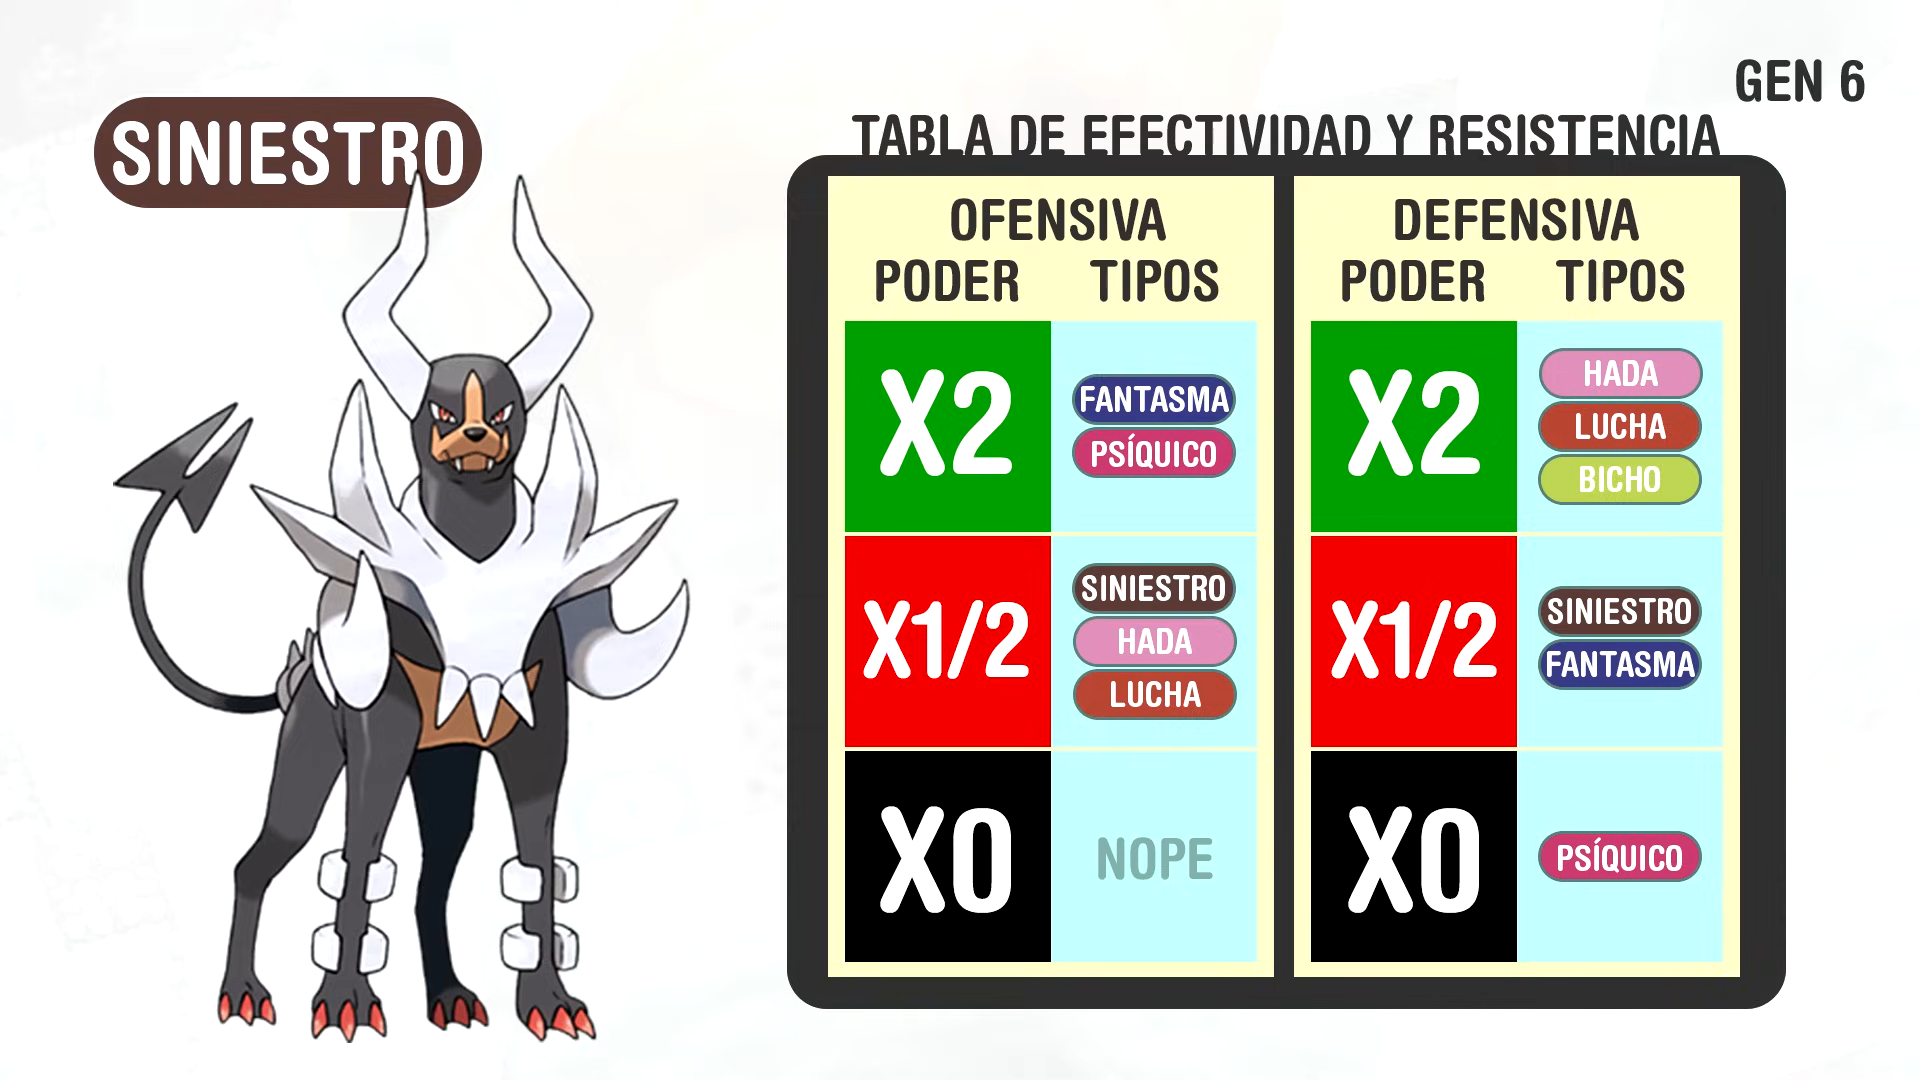 GEN 6
SINIESTRO
TABLA DE EFECTIVIDAD Y RESISTENCIA
OFENSIVA
PODER TIPOS
X2
FANTASMA
PSÍQUICO
X1/2
SINIESTRO
HADA
LUCHA
X0
NOPE
DEFENSIVA
PODER TIPOS
X2
HADA
LUCHA
BICHO
X1/2
SINIESTRO
FANTASMA
X0
PSÍQUICO